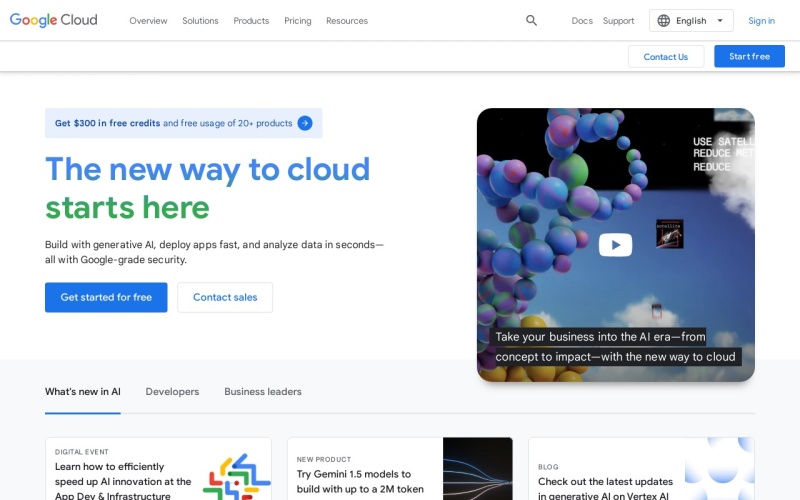 Google Cloud
Overview
Solutions
Products
Pricing
Resources
Docs
Support
English
Sign in
Contact Us
Start free
Get $300 in free credits and free usage of 20+ products
The new way to cloud
starts here
Build with generative AI, deploy apps fast, and analyze data in seconds—
all with Google-grade security.
Get started for free
Contact sales
USE SATELL
REDUCE MET
REDUCE
satellite
Take your business into the AI era—from
concept to impact—with the new way to cloud
What's new in AI
Developers
Business leaders
DIGITAL EVENT
Learn how to efficiently
speed up AI innovation at the
App Dev & Infrastructure
NEW PRODUCT
Try Gemini 1.5 models to
build with up to a 2M token
BLOG
Check out the latest updates
in generative AI on Vertex AI